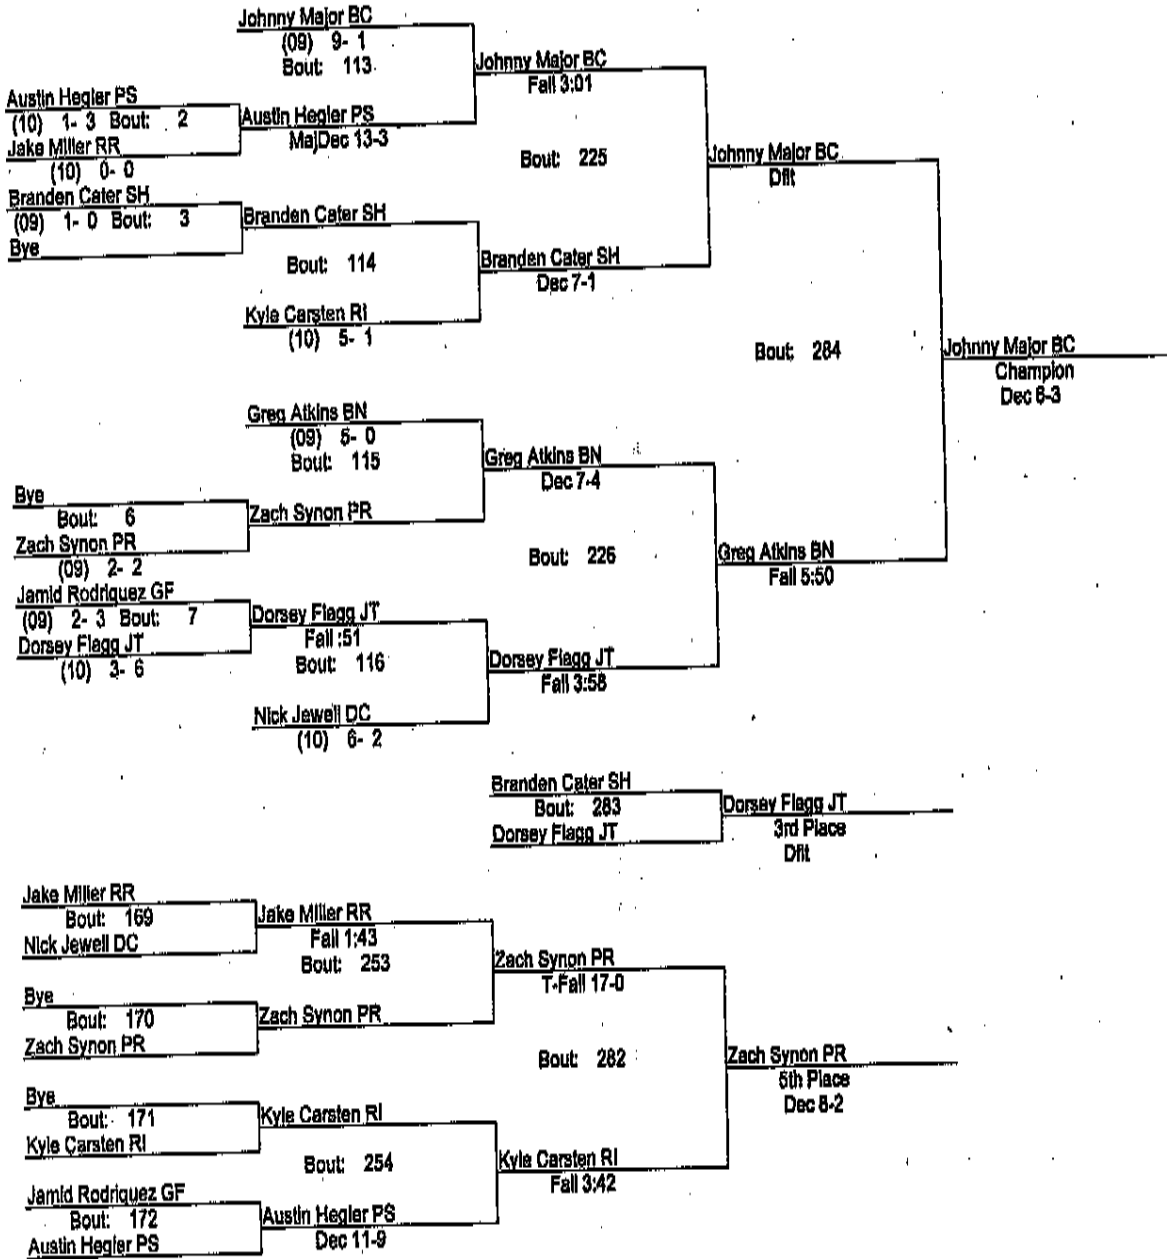 Johnny Major BC
(09) 9- 1
Bout: 113
Johnny Major BC
Fall 3:01
Austin Hegler PS
(10) 1- 3 Bout: 2
Austin Hegler PS
MajDec 13-3
Jake Miller RR
(10) 0- 0
Bout: 225
Johnny Major BC
Dflt
Branden Cater SH
(09) 1- 0 Bout: 3
Branden Cater SH
Bye
Bout: 114
Branden Cater SH
Dec 7-1
Kyle Carsten RI
(10) 5- 1
Bout: 284
Johnny Major BC
Champion
Dec 6-3
Greg Atkins BN
(09) 5- 0
Bout: 115
Greg Atkins BN
Dec 7-4
Bye
Bout: 6
Zach Synon PR
Zach Synon PR
(09) 2- 2
Bout: 226
Greg Atkins BN
Fall 5:50
Jamid Rodriquez GF
(09) 2- 3 Bout: 7
Dorsey Flagg JT
Fall :51
Dorsey Flagg JT
(10) 3- 6
Bout: 116
Dorsey Flagg JT
Fall 3:58
Nick Jewell DC
(10) 6- 2
Branden Cater SH
Bout: 283
Dorsey Flagg JT
Dorsey Flagg JT
3rd Place
Dflt
Jake Miller RR
Bout: 169
Jake Miller RR
Fall 1:43
Nick Jewell DC
Bout: 253
Zach Synon PR
T-Fall 17-0
Bye
Bout: 170
Zach Synon PR
Zach Synon PR
Bout: 282
Zach Synon PR
5th Place
Dec 8-2
Bye
Bout: 171
Kyle Carsten RI
Kyle Carsten RI
Bout: 254
Kyle Carsten RI
Fall 3:42
Jamid Rodriquez GF
Bout: 172
Austin Hegler PS
Dec 11-9
Austin Hegler PS